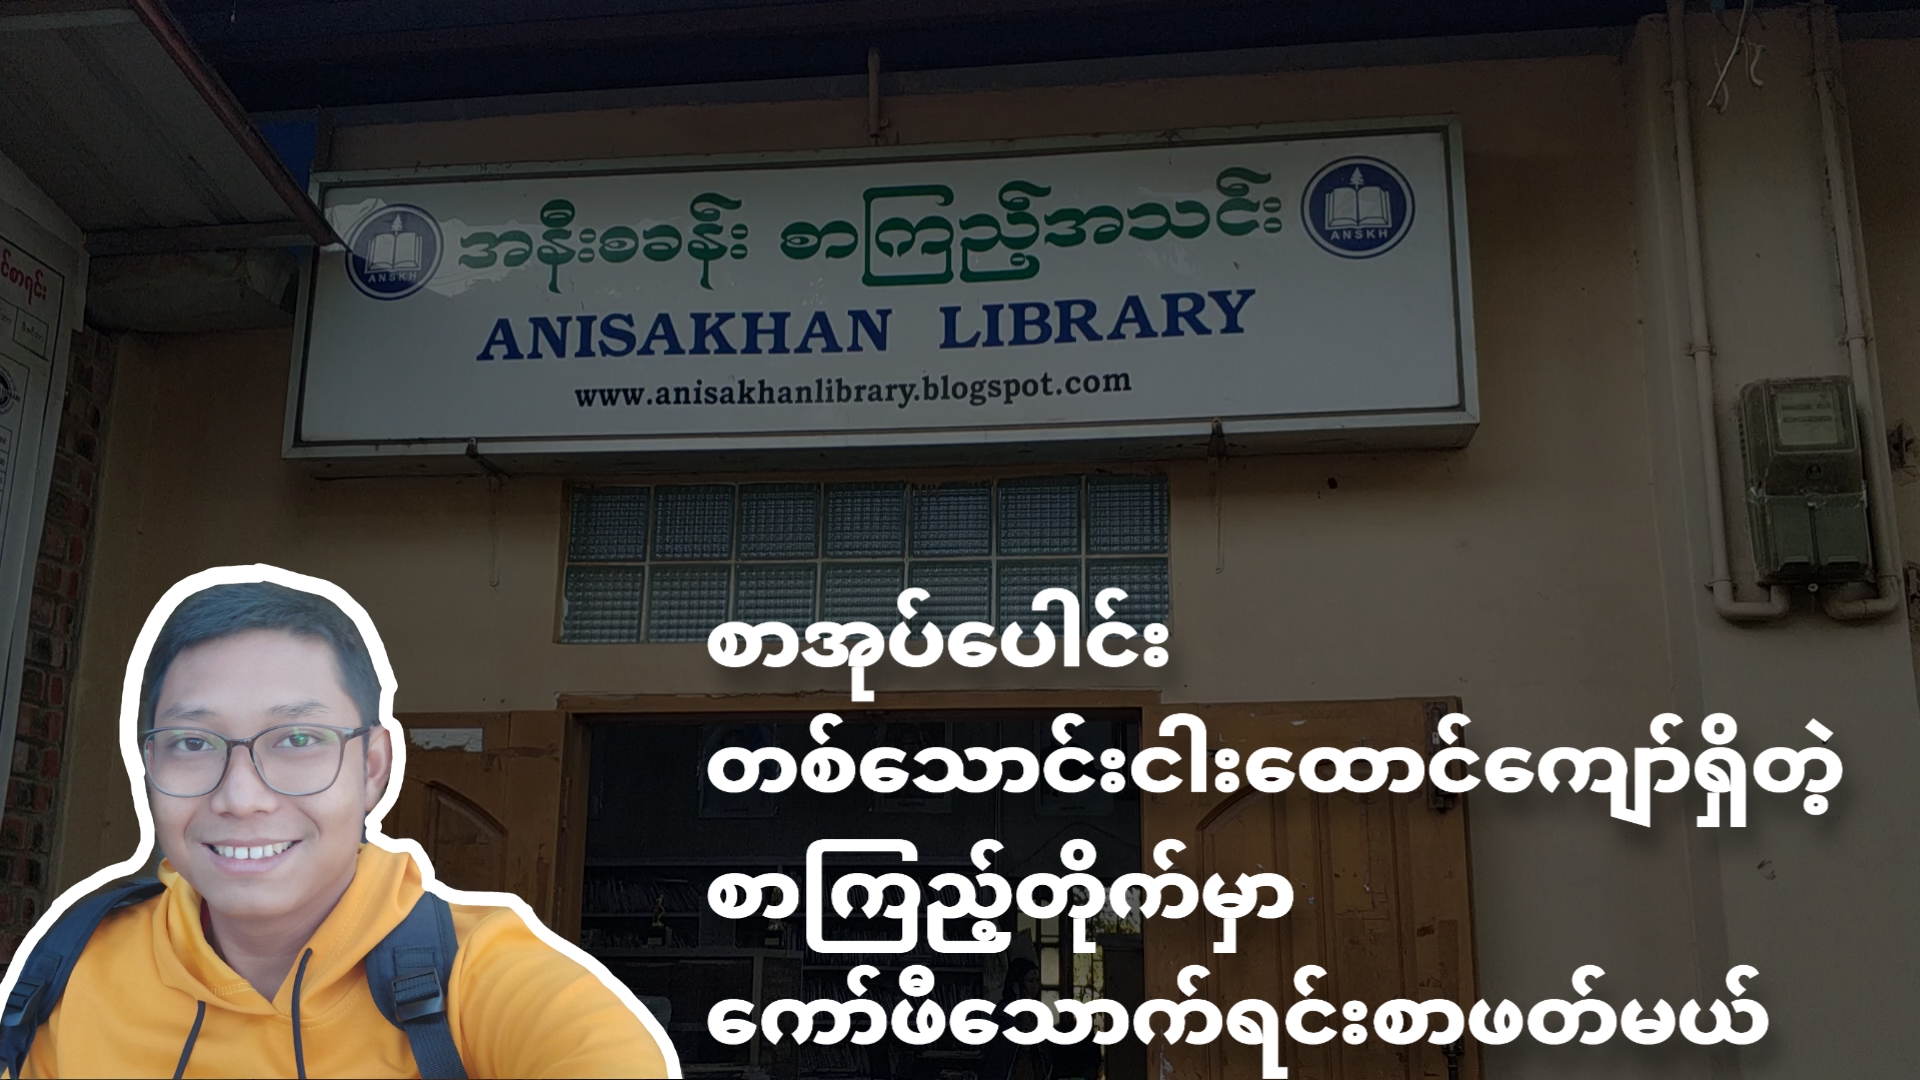 အနီးစခန်း စာကြည့်အသင်း
ANSKH
ANSKH
ANISAKHAN LIBRARY
www.anisakhanlibrary.blogspot.com
စာအုပ်ပေါင်း
တစ်သောင်းငါးထောင်ကျော်ရှိတဲ့
စာကြည့်တိုက်မှာ
ကော်ဖီသောက်ရင်းစာဖတ်မယ်